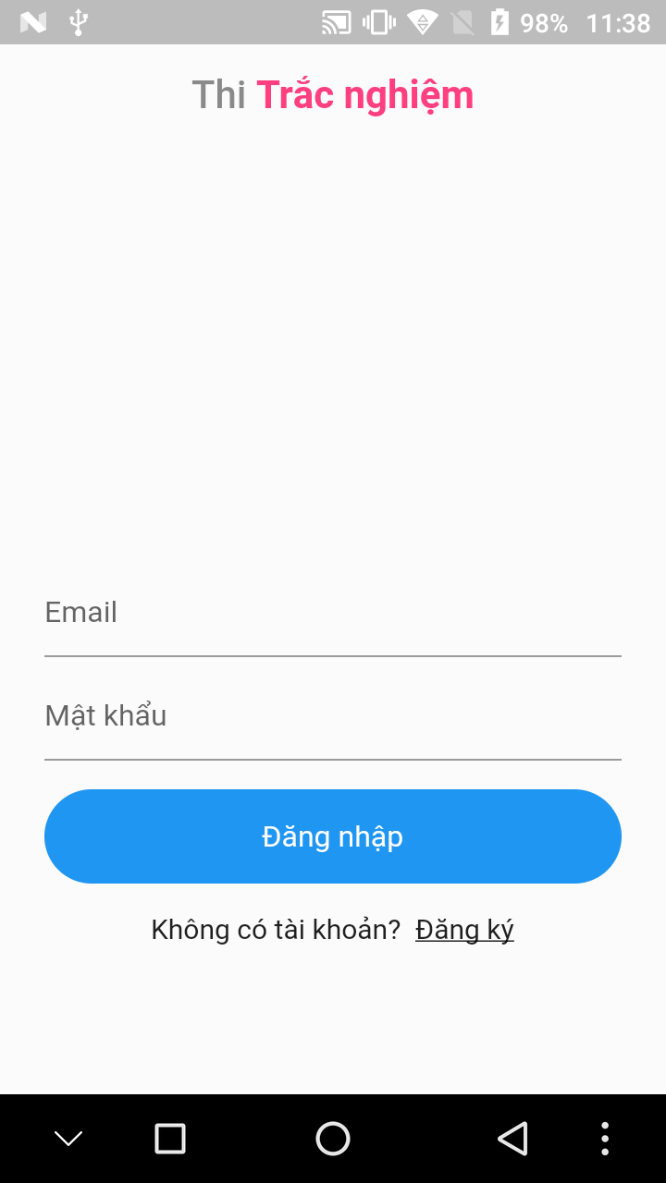 98% 11:38
Thi Trắc nghiệm
Email
Mật khẩu
Đăng nhập
Không có tài khoản? Đăng ký